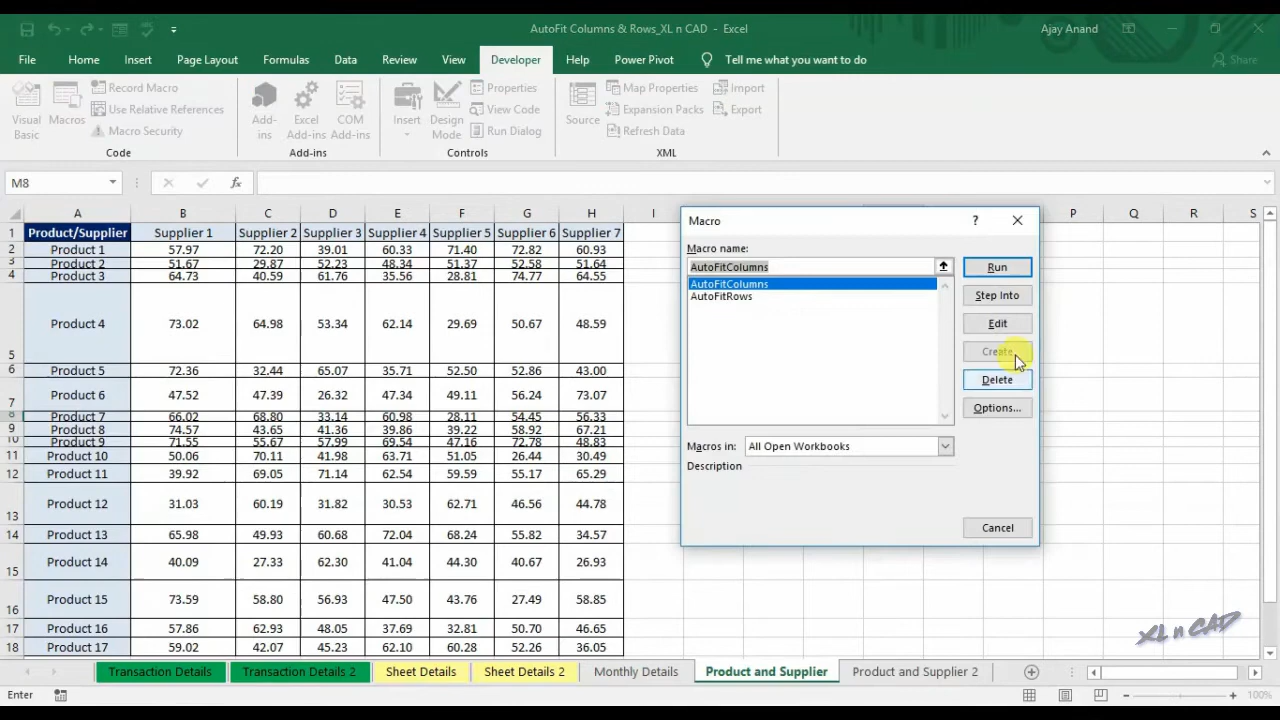 AutoFit Columns & Rows_XL n CAD - Excel
Ajay Anand
File Home Insert Page Layout Formulas Data Review View Developer Help Power Pivot Tell me what you want to do Share
Visual Basic
Macros
Record Macro
Use Relative References
Macro Security
Code
Add-ins
Excel Add-ins
COM Add-ins
Add-ins
Insert
Design Mode
Properties
View Code
Run Dialog
Controls
Source
Map Properties
Expansion Packs
Refresh Data
Import
Export
XML
M8
fx
A B C D E F G H I P Q R S
1 Product/Supplier Supplier 1 Supplier 2 Supplier 3 Supplier 4 Supplier 5 Supplier 6 Supplier 7
2 Product 1 57.97 72.20 39.01 60.33 71.40 72.82 60.93
3 Product 2 51.67 29.87 52.23 48.34 51.37 52.58 51.64
4 Product 3 64.73 40.59 61.76 35.56 28.81 74.77 64.55
5 Product 4 73.02 64.98 53.34 62.14 29.69 50.67 48.59
6 Product 5 72.36 32.44 65.07 35.71 52.50 52.86 43.00
7 Product 6 47.52 47.39 26.32 47.34 49.11 56.24 73.07
8 Product 7 66.02 68.80 33.14 60.98 28.11 54.45 56.33
9 Product 8 74.57 43.65 41.36 39.86 39.22 58.92 67.21
10 Product 9 71.55 55.67 57.99 69.54 47.16 72.78 48.83
11 Product 10 50.06 70.11 41.98 63.71 51.05 26.44 30.49
12 Product 11 39.92 69.05 71.14 62.54 59.59 55.17 65.29
13 Product 12 31.03 60.19 31.82 30.53 62.71 46.56 44.78
14 Product 13 65.98 49.93 60.68 72.04 68.24 55.82 34.57
15 Product 14 40.09 27.33 62.30 41.04 44.30 40.67 26.93
16 Product 15 73.59 58.80 56.93 47.50 43.76 27.49 58.85
17 Product 16 57.86 62.93 48.05 37.69 32.81 50.70 46.65
18 Product 17 59.02 42.07 45.23 62.10 60.28 52.26 36.05
Macro
?
Macro name:
AutoFitColumns
AutoFitColumns
AutoFitRows
Run
Step Into
Edit
Create
Delete
Options...
Macros in: All Open Workbooks
Description
Cancel
XL n CAD
Transaction Details Transaction Details 2 Sheet Details Sheet Details 2 Monthly Details Product and Supplier Product and Supplier 2
Enter
100%